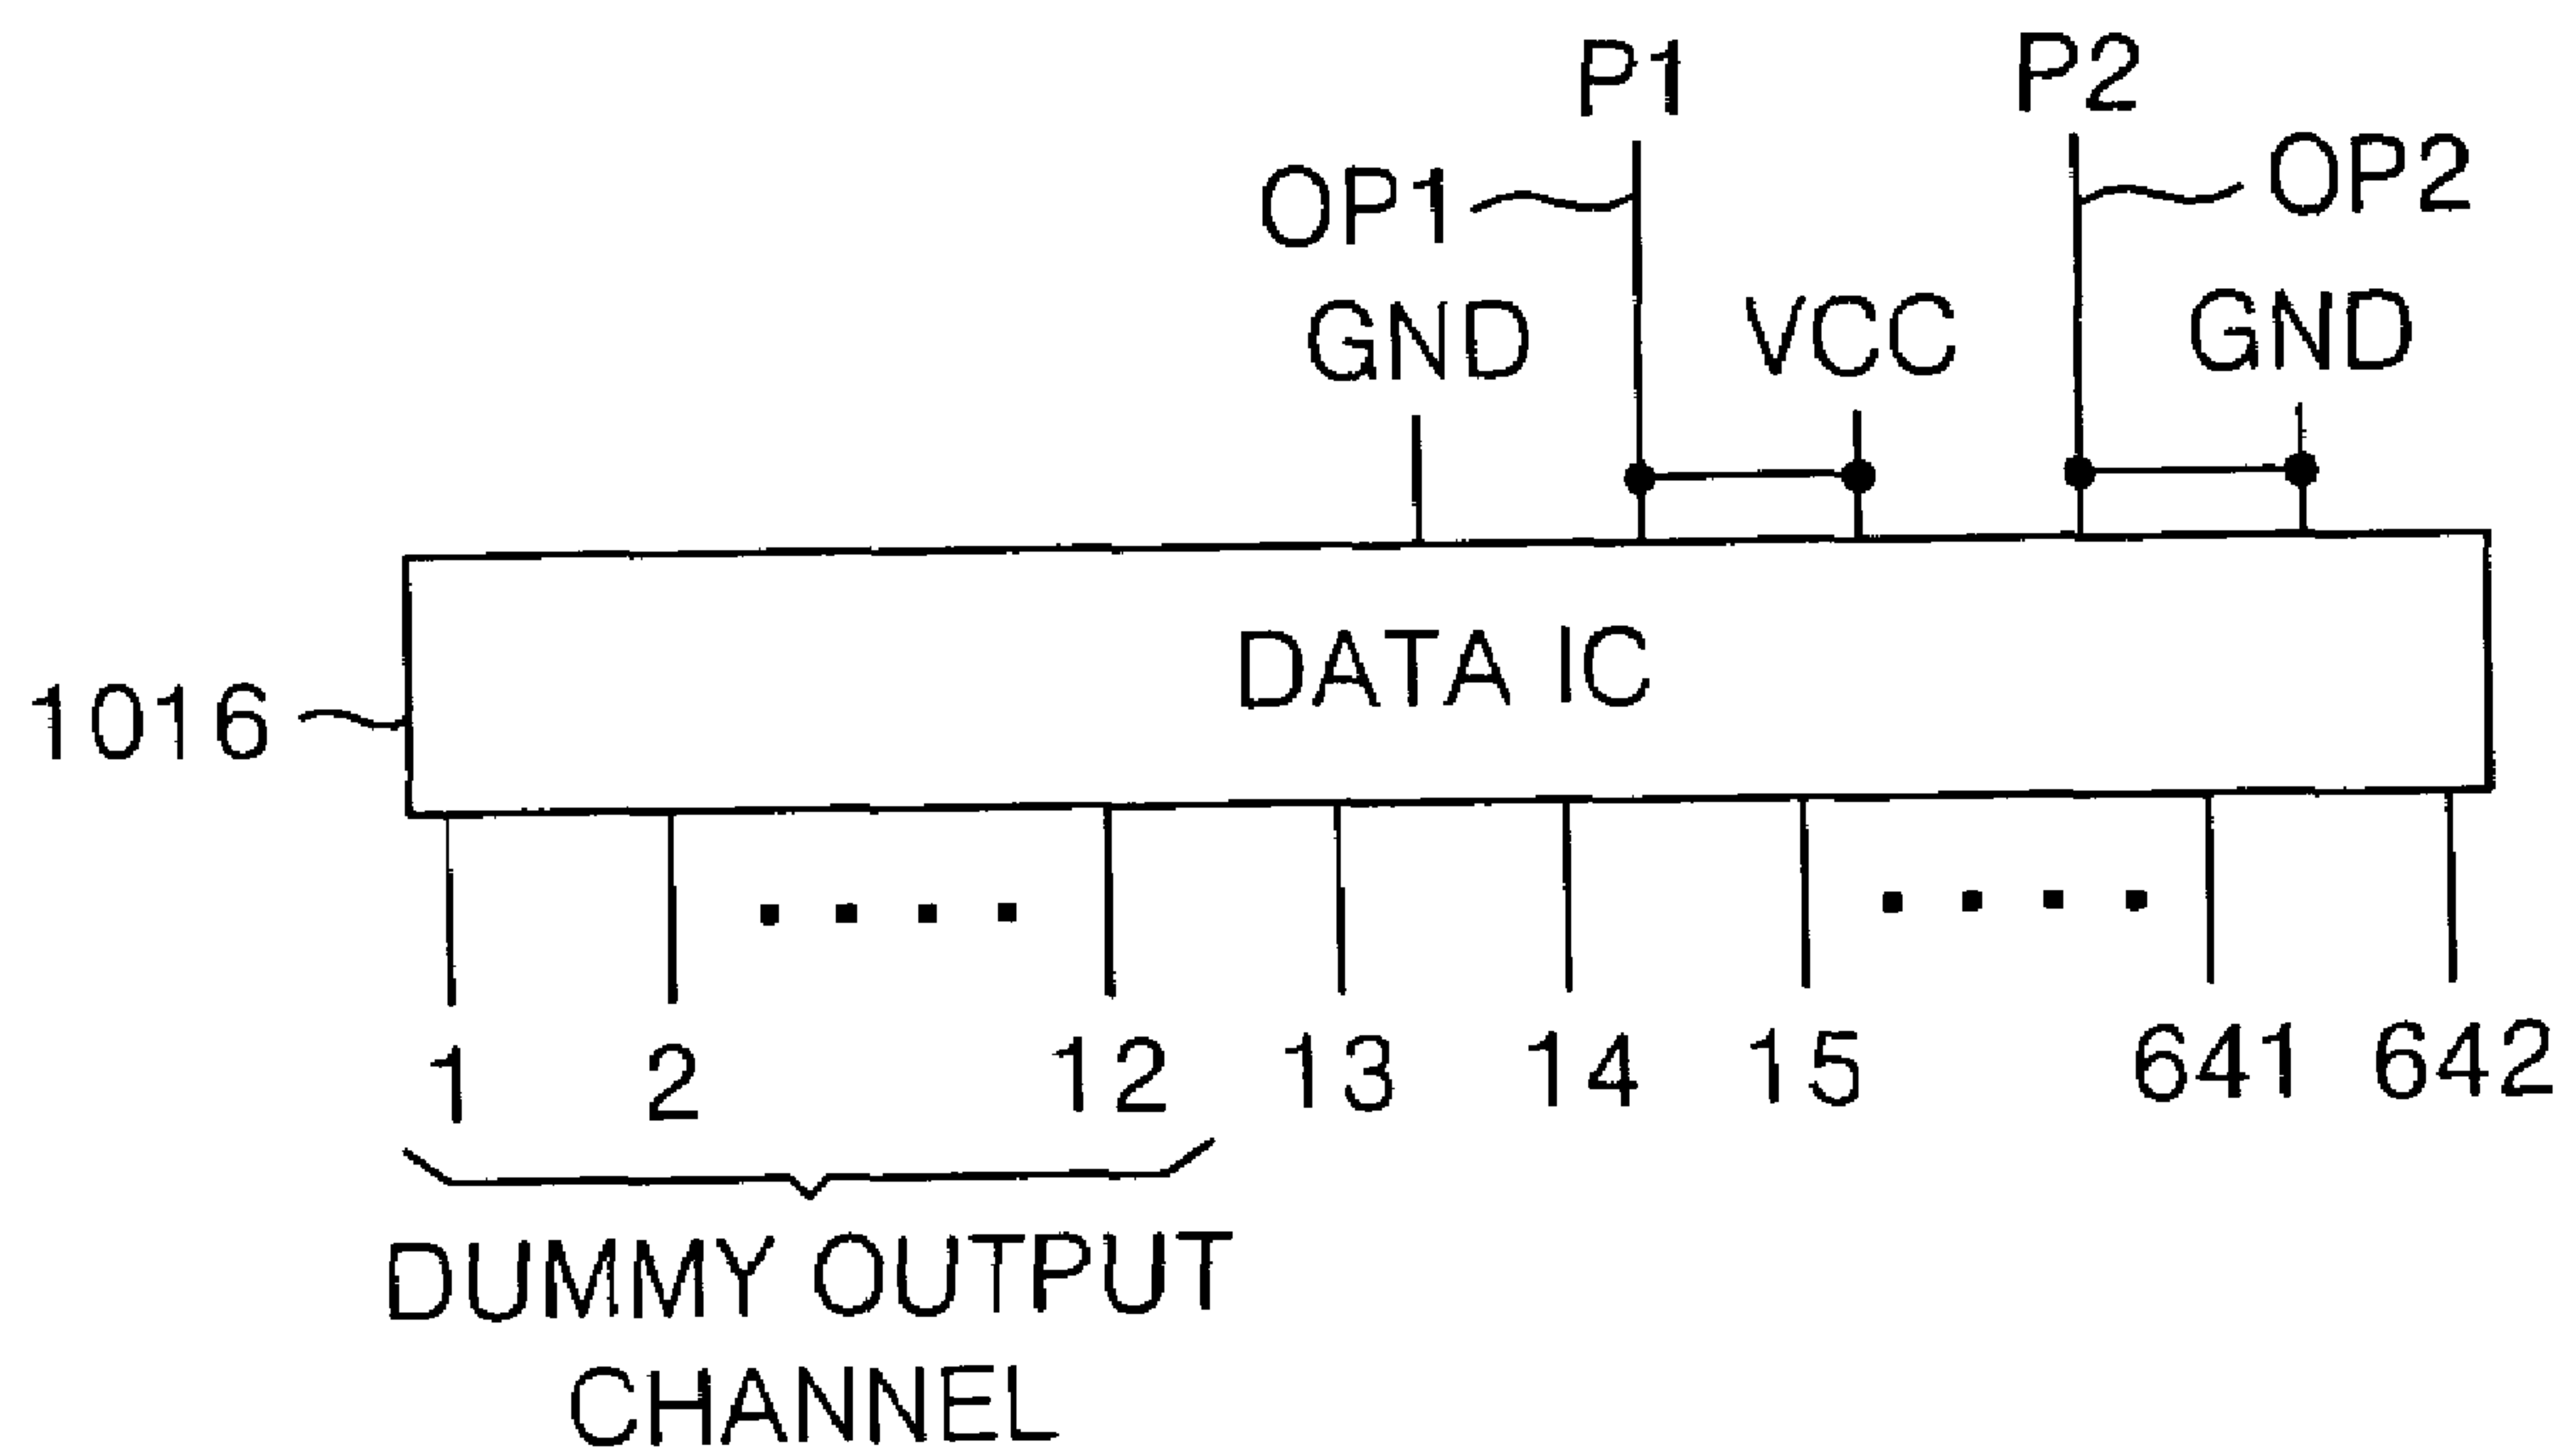 P1 P2
OP1 OP2
GND VCC GND
DATA IC
1016
1 2 12 13 14 15 641 642
DUMMY OUTPUT
CHANNEL